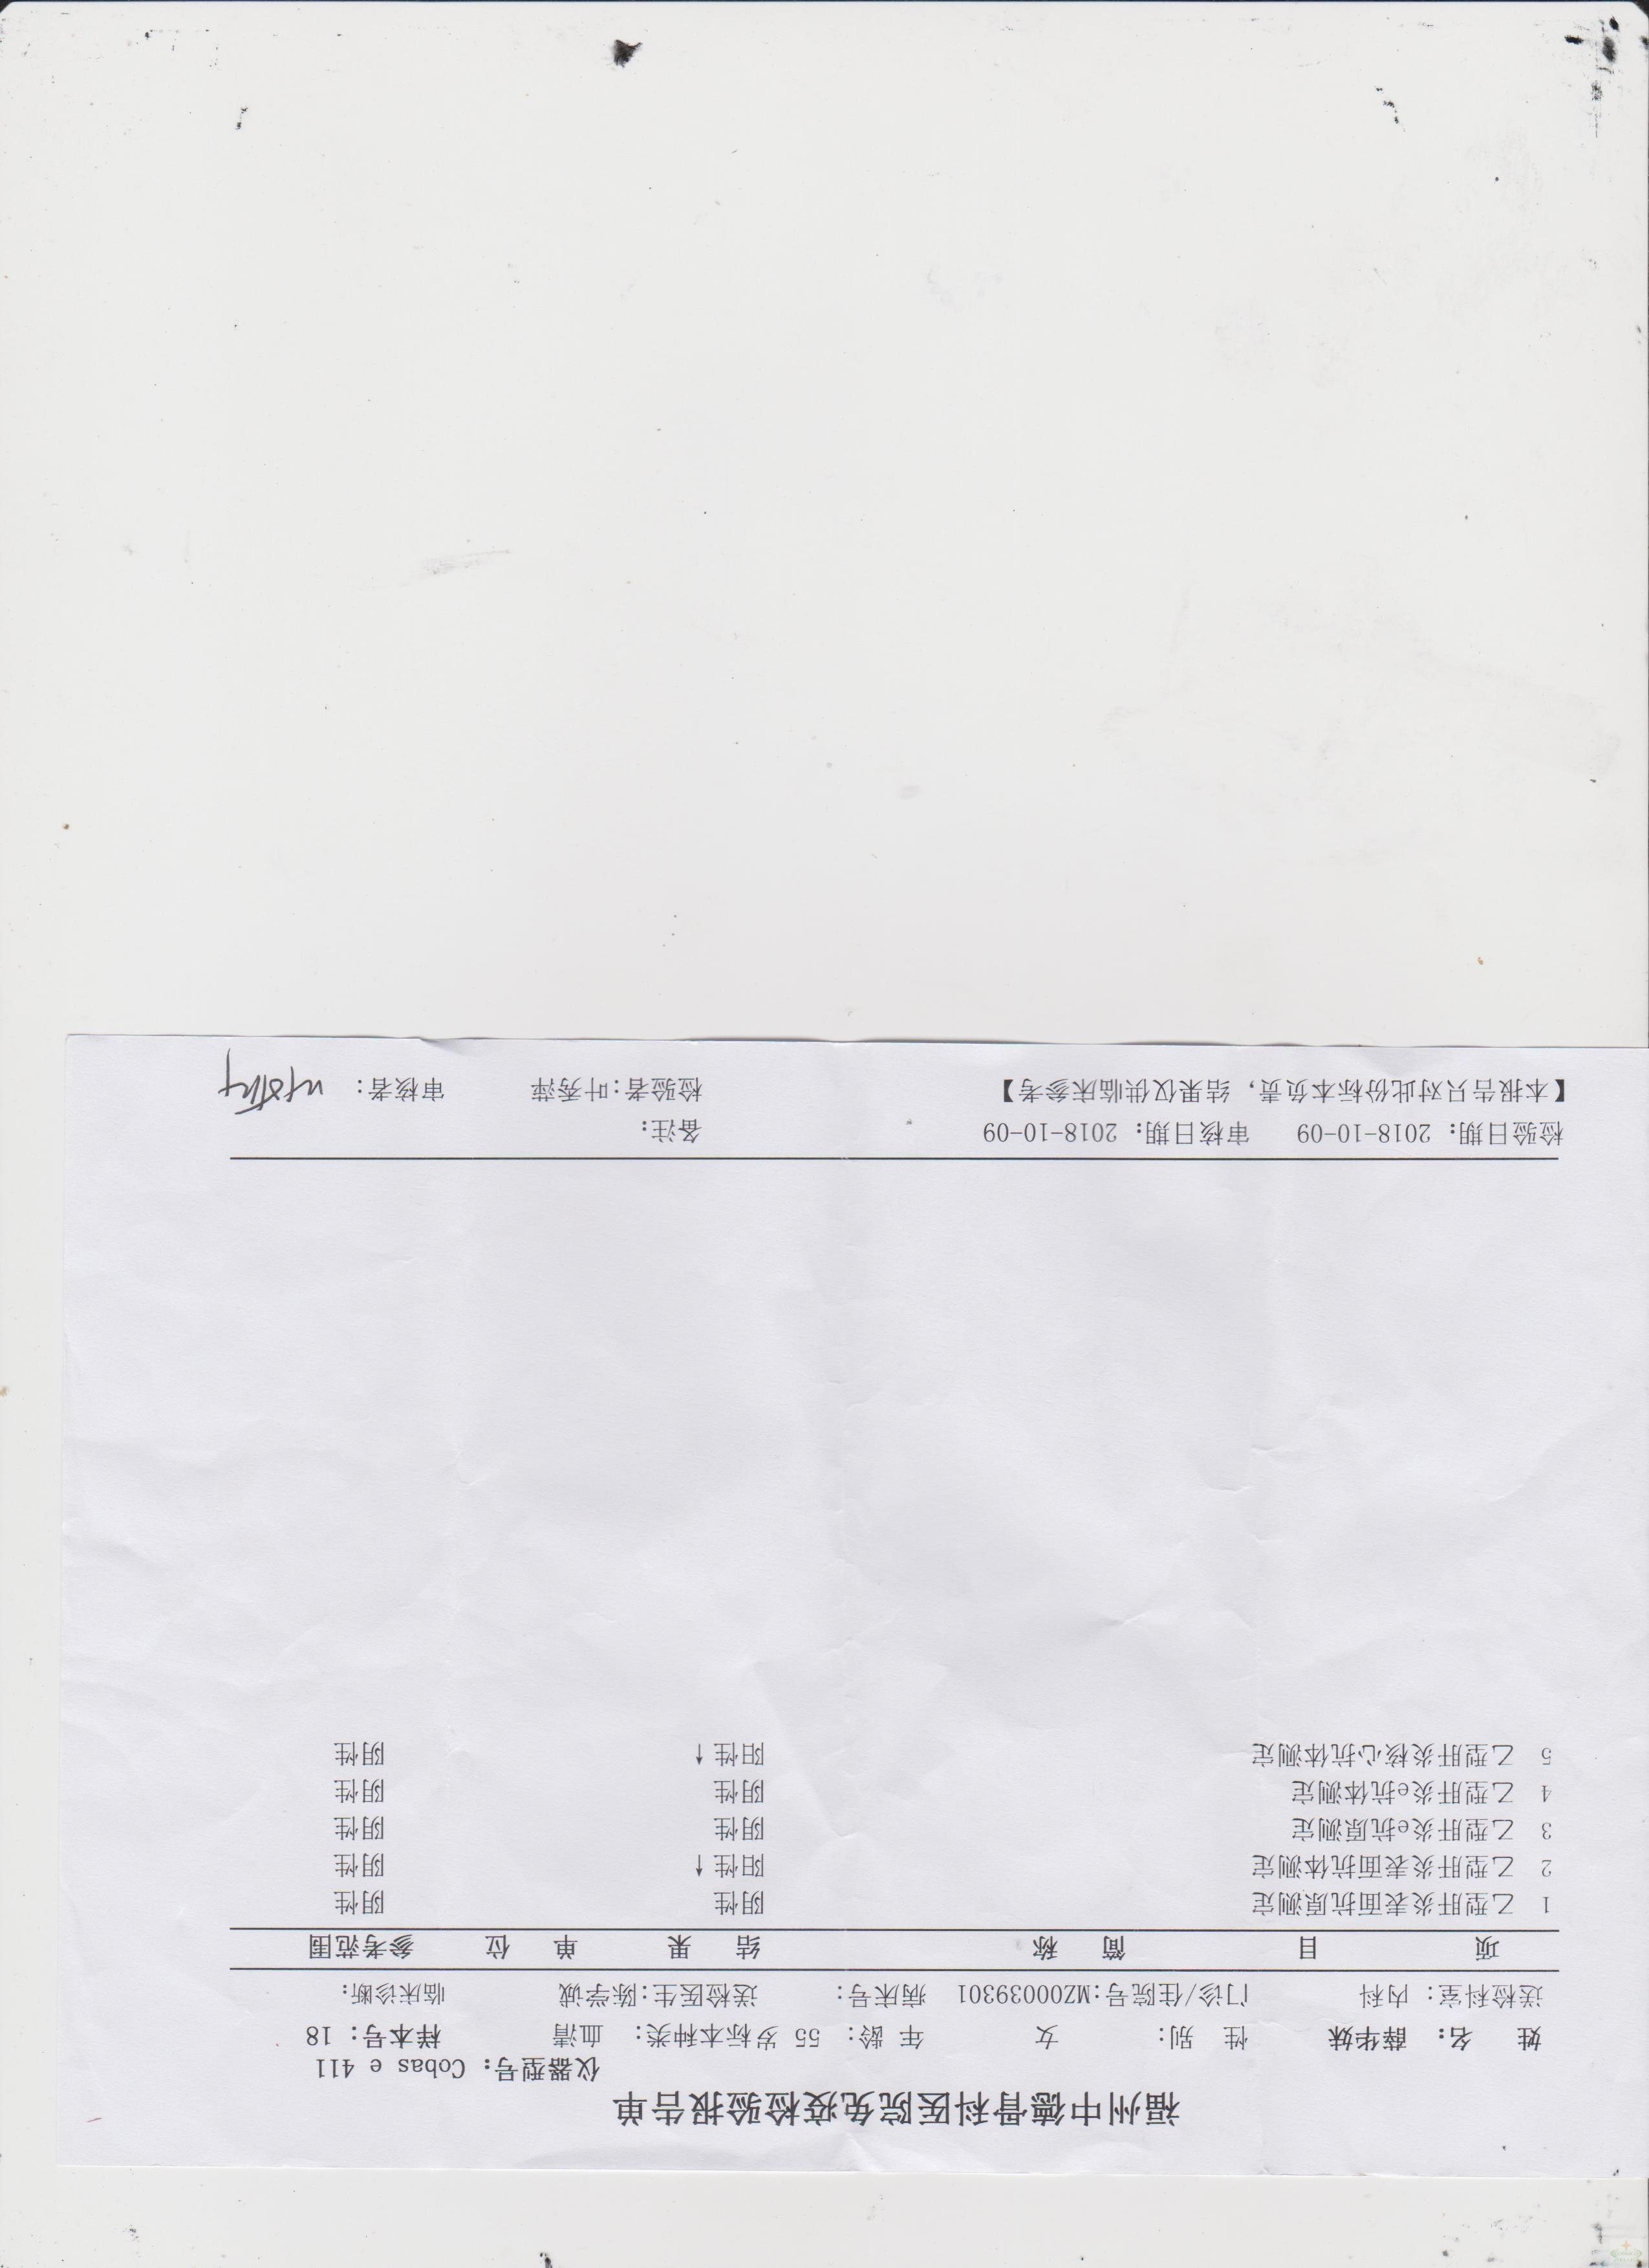 福州中德骨科医院免疫检验报告单
仪器型号: Cobas e 411
姓 名: 薛华妹 性 别: 女 年 龄: 55 岁 标本种类: 血清 样本号: 18
送检科室: 内科 门诊/住院号:MZ000039301 病床号: 送检医生:陈学诚 临床诊断:
项 目 简 称 结 果 单 位 参考范围
1 乙型肝炎表面抗原测定 阴性 阴性
2 乙型肝炎表面抗体测定 阳性 ↑ 阴性
3 乙型肝炎e抗原测定 阴性 阴性
4 乙型肝炎e抗体测定 阴性 阴性
5 乙型肝炎核心抗体测定 阳性 ↑ 阴性
检验日期: 2018-10-09 审核日期: 2018-10-09 备注:
【本报告只对此份标本负责, 结果仅供临床参考】 检验者:叶秀萍 审核者: